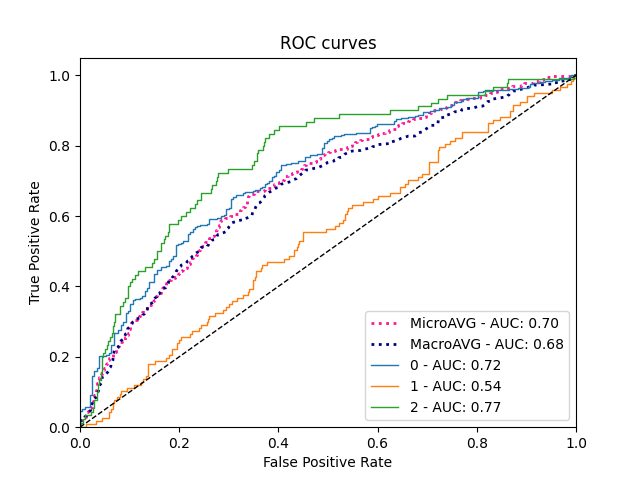 ROC curves
True Positive Rate
1.0
0.8
0.6
0.4
0.2
0.0
MicroAVG - AUC: 0.70
MacroAVG - AUC: 0.68
0 - AUC: 0.72
1 - AUC: 0.54
2 - AUC: 0.77
0.0 0.2 0.4 0.6 0.8 1.0
False Positive Rate